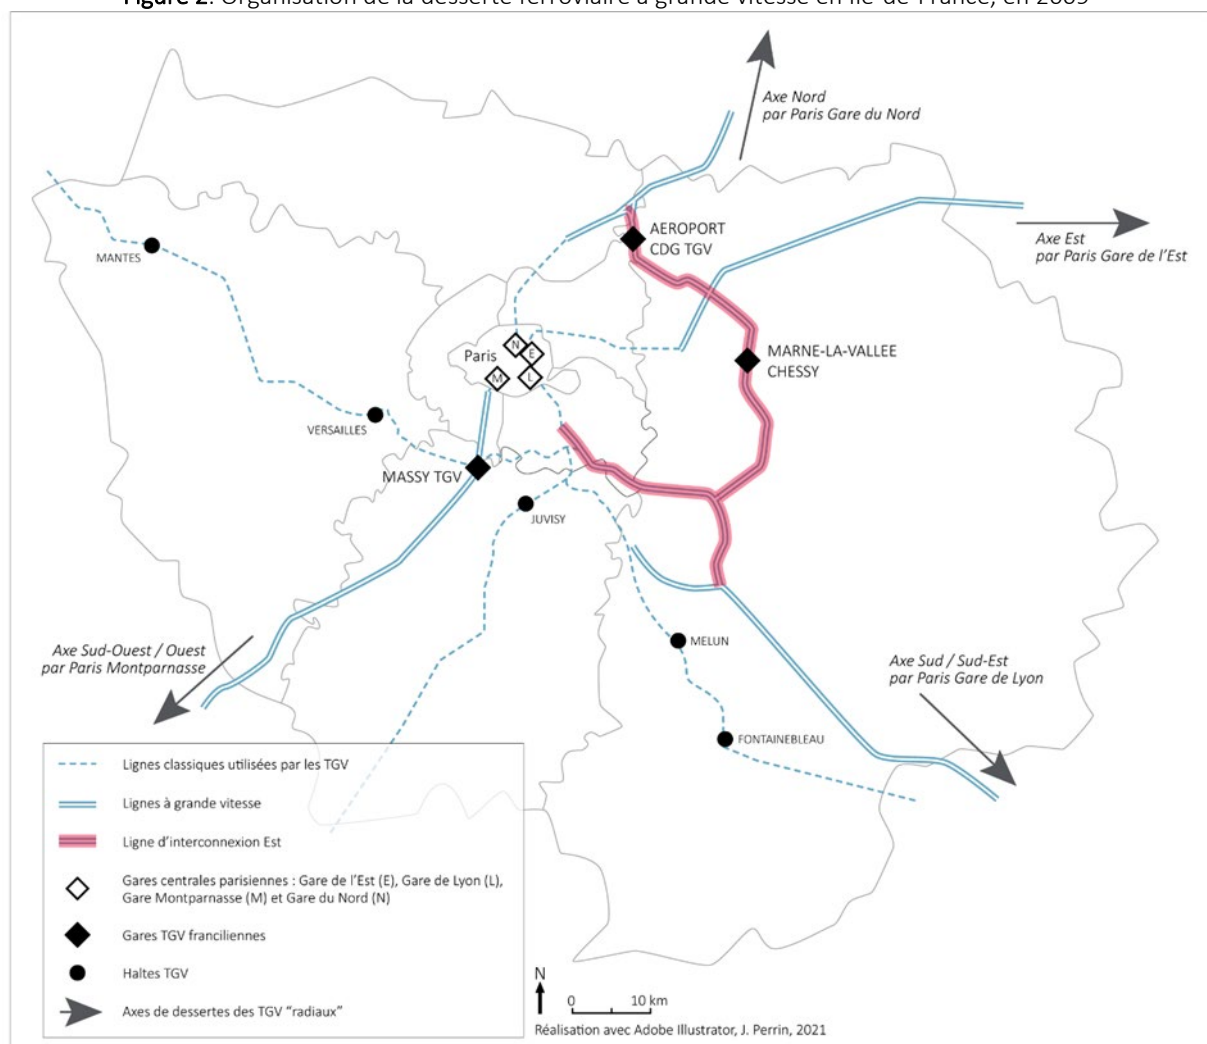 Figure 2: Organisation de la desserte ferroviaire à grande vitesse en Île-de-France, en 2009
Axe Nord
par Paris Gare du Nord
AEROPORT
CDG TGV
Axe Est
par Paris Gare de l'Est
MANTES
N
E
Paris
M
L
MARNE-LA-VALLEE
CHESSY
VERSAILLES
MASSY TGV
JUVISY
MELUN
Axe Sud-Ouest / Ouest
par Paris Montparnasse
Axe Sud / Sud-Est
par Paris Gare de Lyon
FONTAINEBLEAU
Lignes classiques utilisées par les TGV
Lignes à grande vitesse
Ligne d'interconnexion Est
Gares centrales parisiennes : Gare de l'Est (E), Gare de Lyon (L),
Gare Montparnasse (M) et Gare du Nord (N)
Gares TGV franciliennes
Haltes TGV
Axes de dessertes des TGV "radiaux"
N
0 10 km
Réalisation avec Adobe Illustrator, J. Perrin, 2021